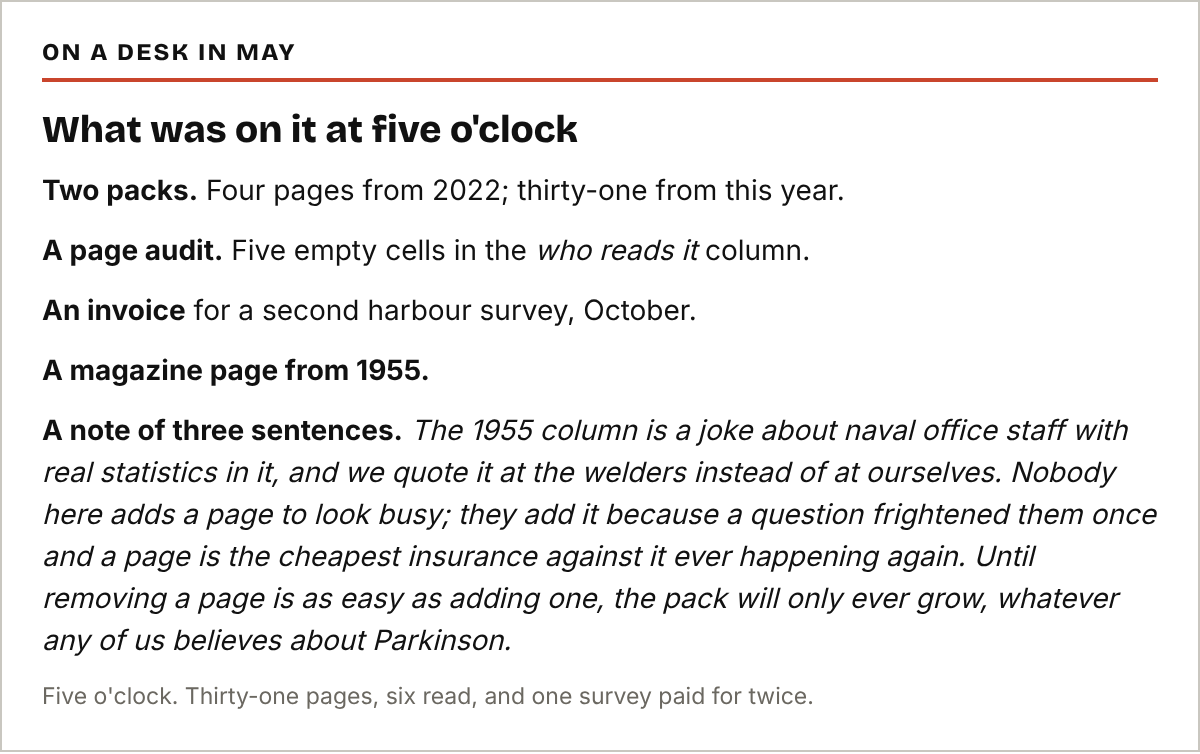 ON A DESK IN MAY
What was on it at five o'clock
Two packs. Four pages from 2022; thirty-one from this year.
A page audit. Five empty cells in the who reads it column.
An invoice for a second harbour survey, October.
A magazine page from 1955.
A note of three sentences. The 1955 column is a joke about naval office staff with
real statistics in it, and we quote it at the welders instead of at ourselves. Nobody
here adds a page to look busy; they add it because a question frightened them once
and a page is the cheapest insurance against it ever happening again. Until
removing a page is as easy as adding one, the pack will only ever grow, whatever
any of us believes about Parkinson.
Five o'clock. Thirty-one pages, six read, and one survey paid for twice.